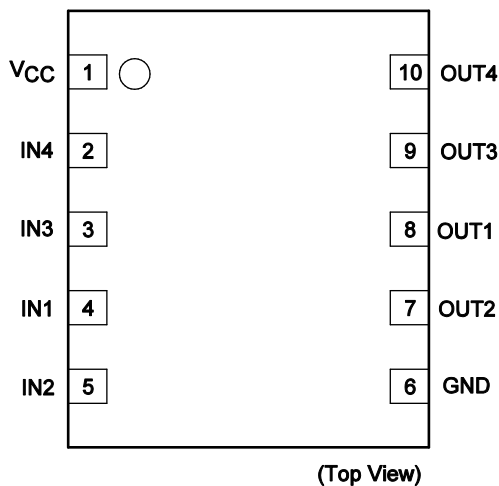 VCC 1 10 OUT4
IN4 2 9 OUT3
IN3 3 8 OUT1
IN1 4 7 OUT2
IN2 5 6 GND
(Top View)